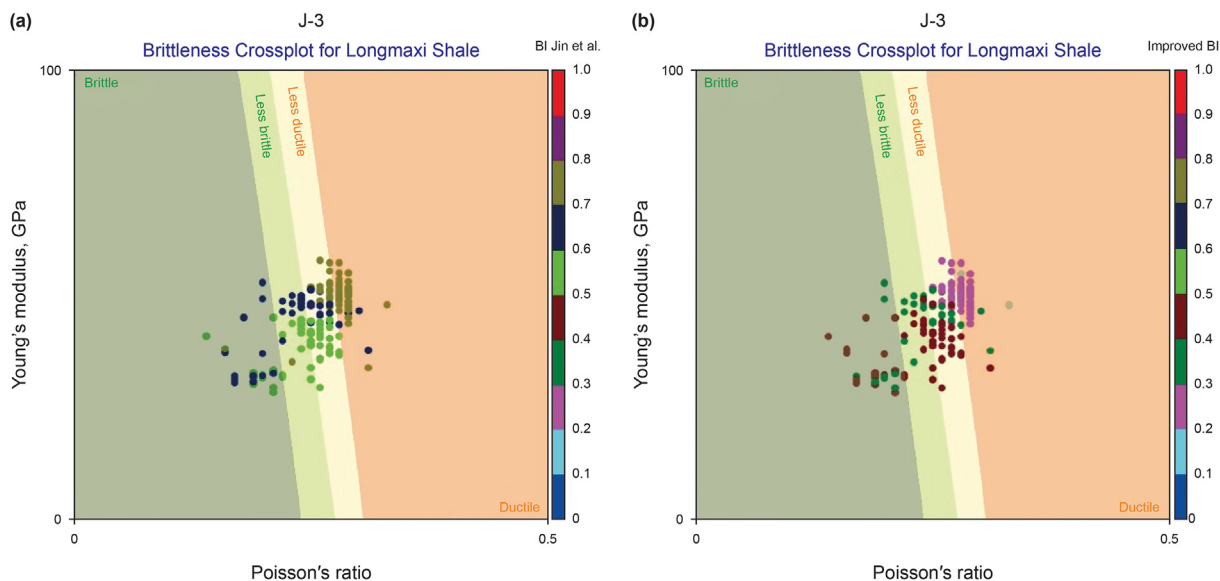 (a)
J-3
Brittleness Crossplot for Longmaxi Shale
BI Jin et al.
100
Brittle
Less brittle
Less ductile
Ductile
1.0
0.9
0.8
0.7
0.6
0.5
0.4
0.3
0.2
0.1
0
Young's modulus, GPa
0
0
0.5
Poisson's ratio
(b)
J-3
Brittleness Crossplot for Longmaxi Shale
Improved BI
100
Brittle
Less brittle
Less ductile
Ductile
1.0
0.9
0.8
0.7
0.6
0.5
0.4
0.3
0.2
0.1
0
Young's modulus, GPa
0
0
0.5
Poisson's ratio